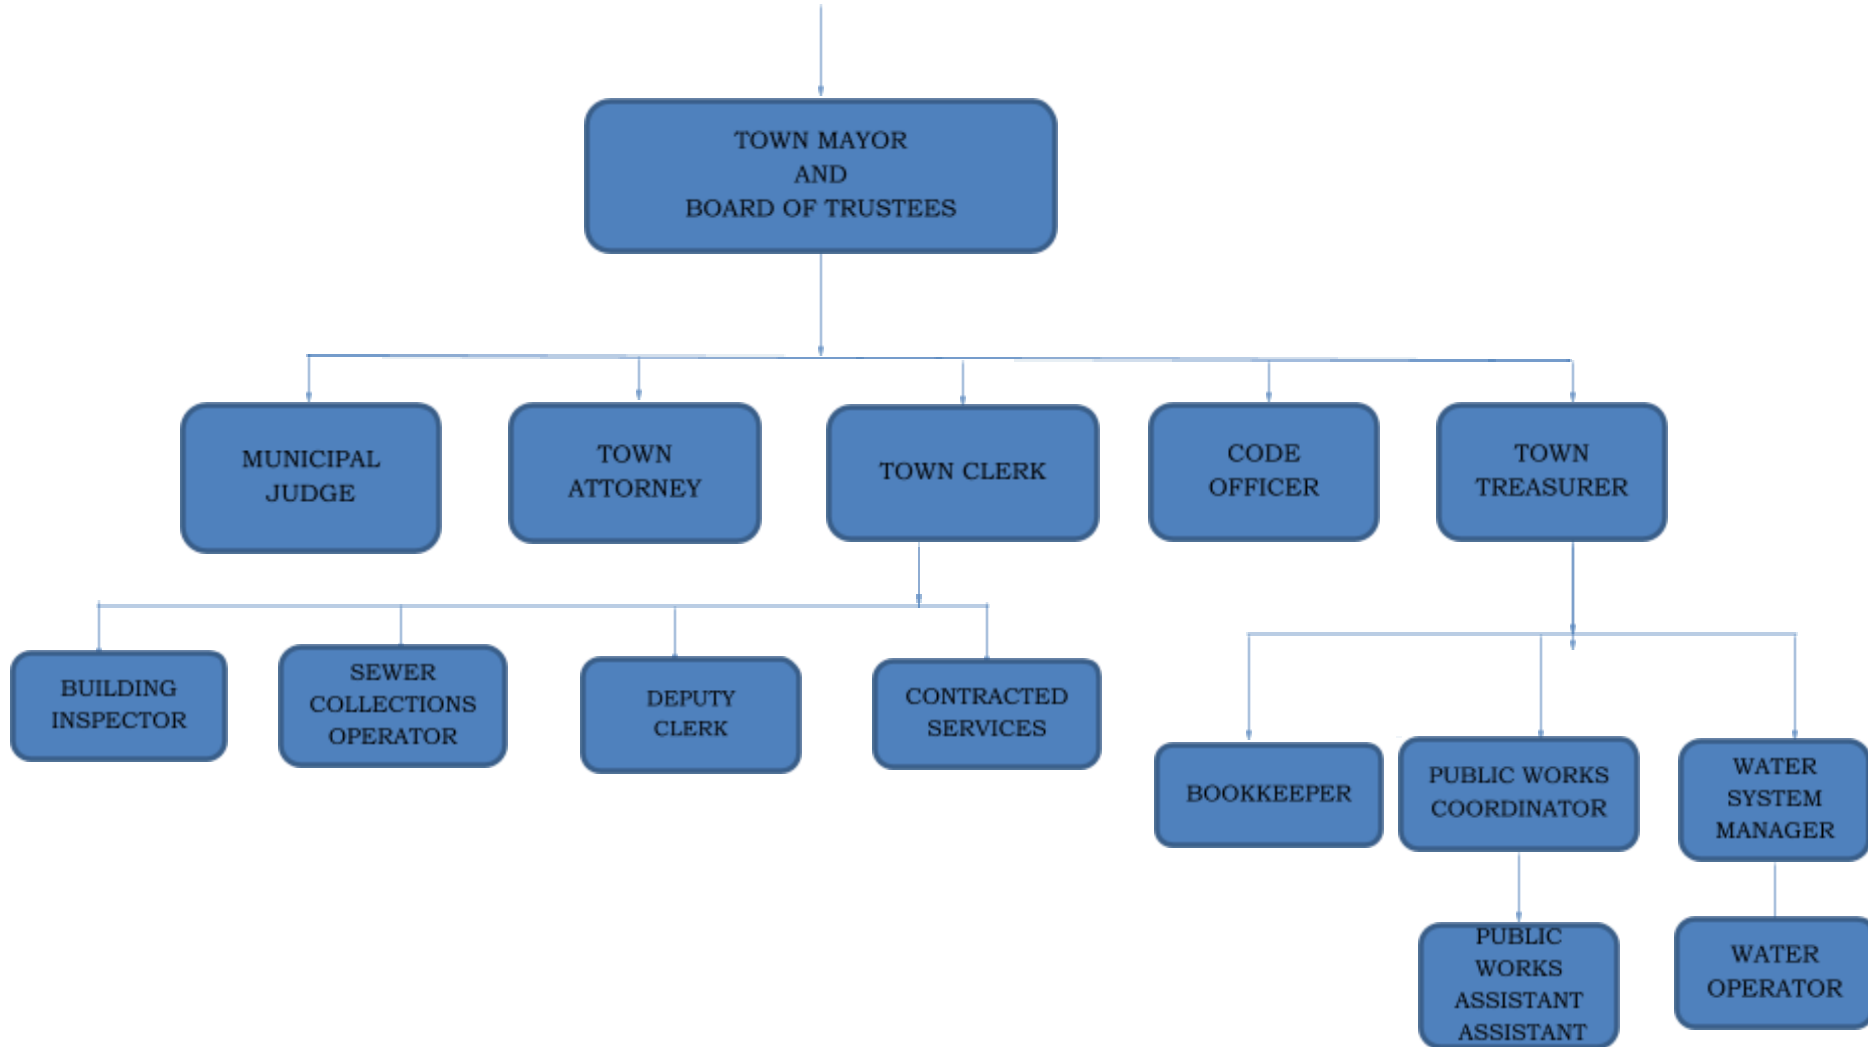 TOWN MAYOR
AND
BOARD OF TRUSTEES
MUNICIPAL
JUDGE
TOWN
ATTORNEY
TOWN CLERK
CODE
OFFICER
TOWN
TREASURER
BUILDING
INSPECTOR
SEWER
COLLECTIONS
OPERATOR
DEPUTY
CLERK
CONTRACTED
SERVICES
BOOKKEEPER
PUBLIC WORKS
COORDINATOR
WATER
SYSTEM
MANAGER
PUBLIC
WORKS
ASSISTANT
ASSISTANT
WATER
OPERATOR